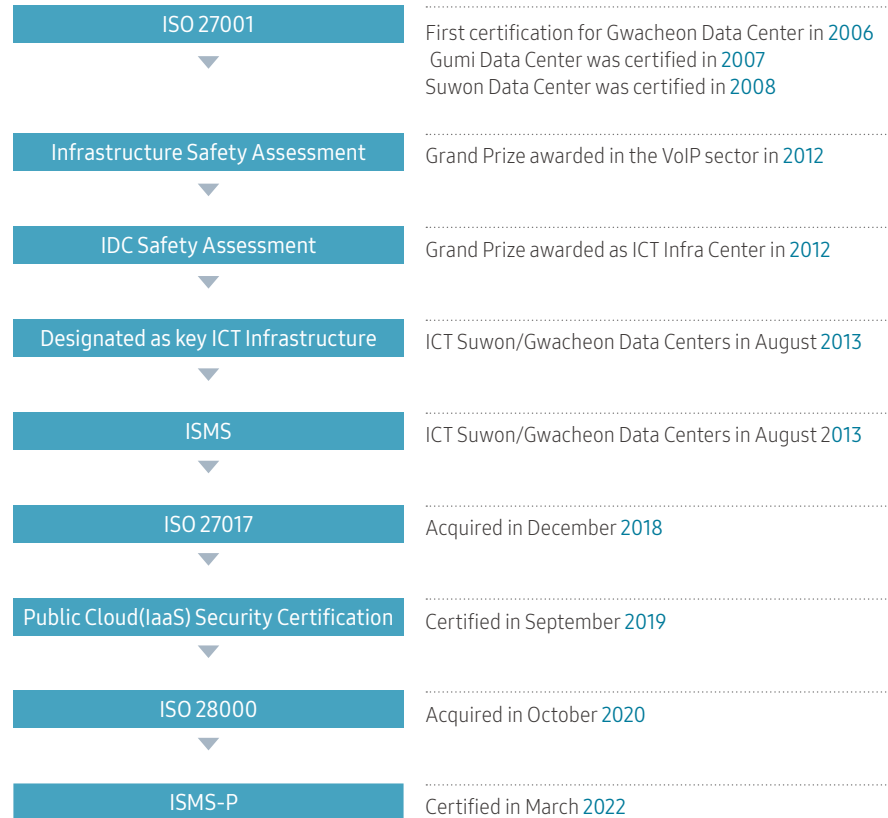 ISO 27001
First certification for Gwacheon Data Center in 2006
Gumi Data Center was certified in 2007
Suwon Data Center was certified in 2008
Infrastructure Safety Assessment
Grand Prize awarded in the VoIP sector in 2012
IDC Safety Assessment
Grand Prize awarded as ICT Infra Center in 2012
Designated as key ICT Infrastructure
ICT Suwon/Gwacheon Data Centers in August 2013
ISMS
ICT Suwon/Gwacheon Data Centers in August 2013
ISO 27017
Acquired in December 2018
Public Cloud(IaaS) Security Certification
Certified in September 2019
ISO 28000
Acquired in October 2020
ISMS-P
Certified in March 2022